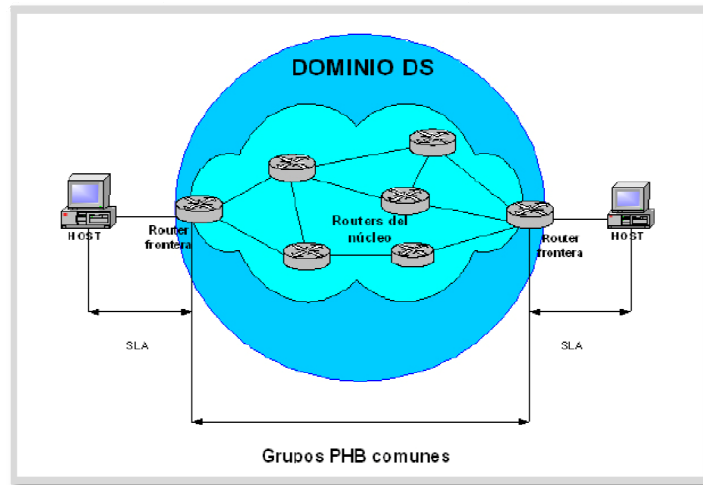 DOMINIO DS
HOST
Router
frontera
Routers del
núcleo
Router
frontera
HOST
SLA
SLA
Grupos PHB comunes